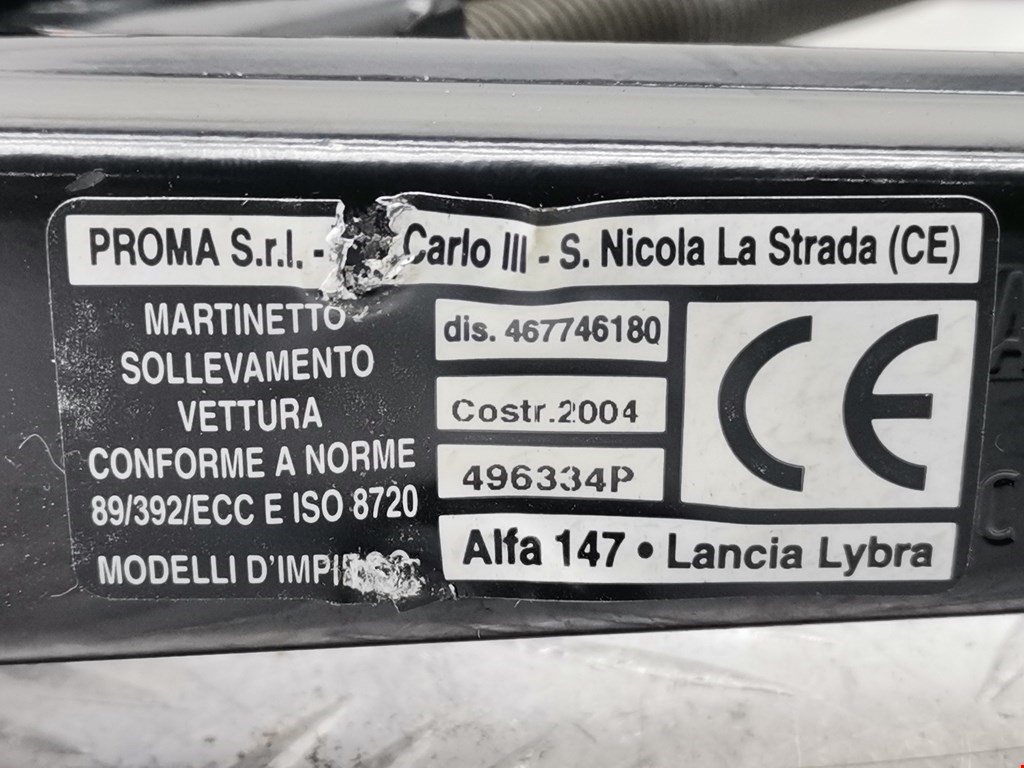 PROMA S.r.l. - Carlo III - S. Nicola La Strada (CE)
MARTINETTO
SOLLEVAMENTO
VETTURA
CONFORME A NORME
89/392/ECC E ISO 8720
MODELLI D'IMPIEGO
dis. 467746180
Costr.2004
496334P
Alfa 147 • Lancia Lybra
CE